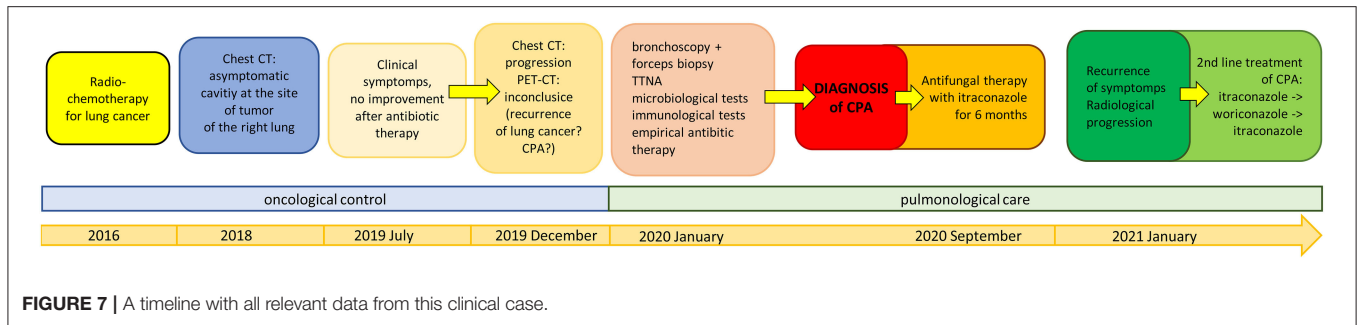 Radio-
chemotherapy
for lung cancer
Chest CT:
asymptomatic
cavitiy at the site
of tumor
of the right lung
Clinical
symptomps,
no improvement
after antibiotic
therapy
Chest CT:
progression
PET-CT:
inconclusice
(recurrence
of lung cancer?
CPA?)
bronchoscopy +
forceps biopsy
TTNA
microbiological tests
immunological tests
empirical antibitic
therapy
DIAGNOSIS
of CPA
Antifungal therapy
with itraconazole
for 6 months
Recurrence
of symptomps
Radiological
progression
2nd line treatment
of CPA:
itraconazole ->
woriconazole ->
itraconazole
oncological control
pulmonological care
2016
2018
2019 July
2019 December
2020 January
2020 September
2021 January
FIGURE 7 | A timeline with all relevant data from this clinical case.